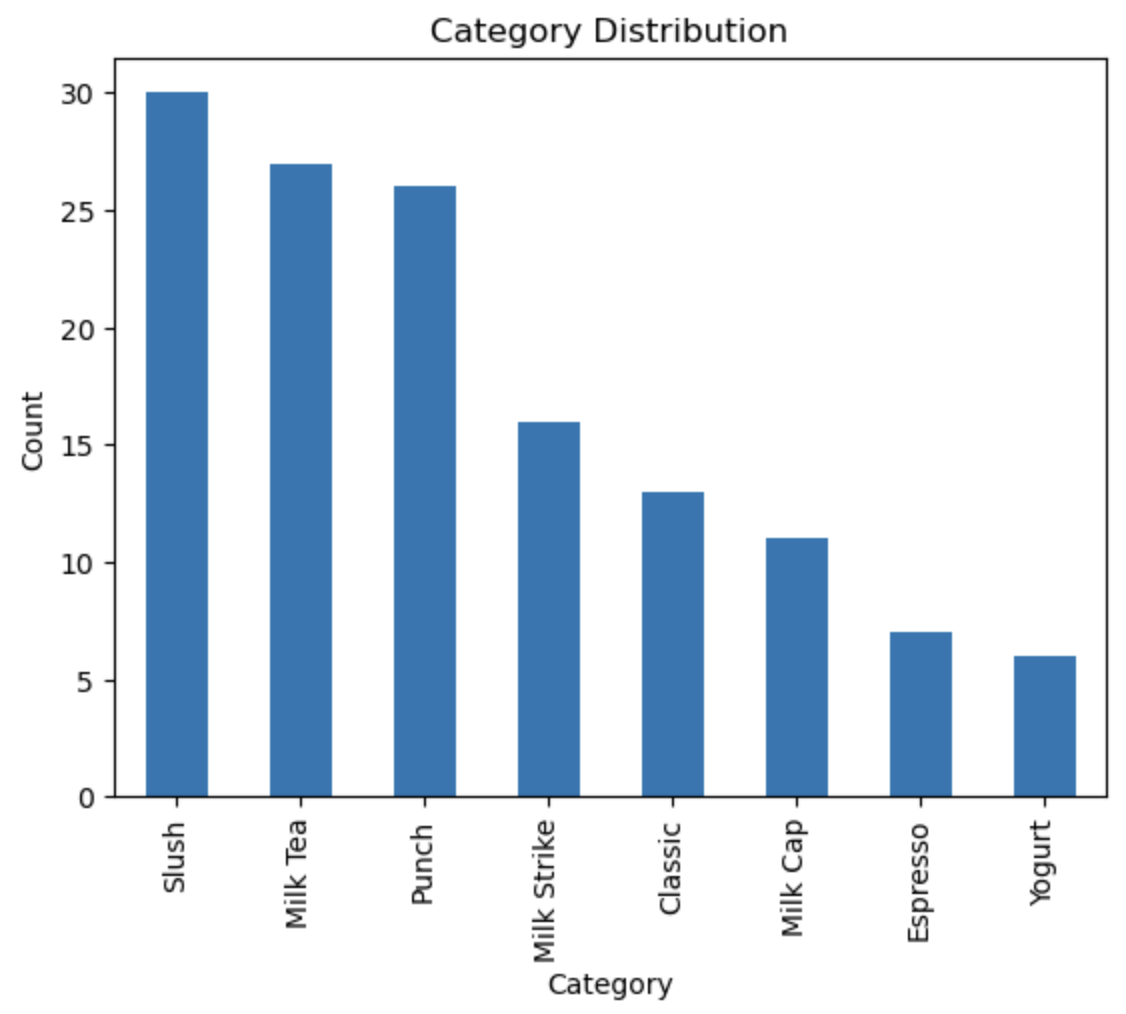 Category Distribution
30
25
20
15
10
5
0
Count
Slush
Milk Tea
Punch
Milk Strike
Classic
Milk Cap
Espresso
Yogurt
Category